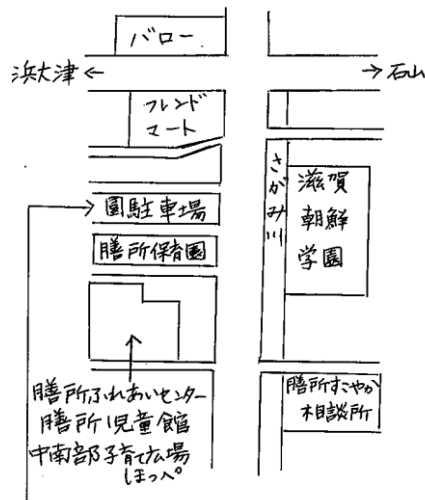 バロー
浜大津←
→石山
フレンド
マート
さがみ川
滋賀
朝鮮
学園
園駐車場
膳所保育園
膳所ふれあいセンター
膳所児童館
中南部子育て広場
ほっぺ
膳所すこやか
相談所